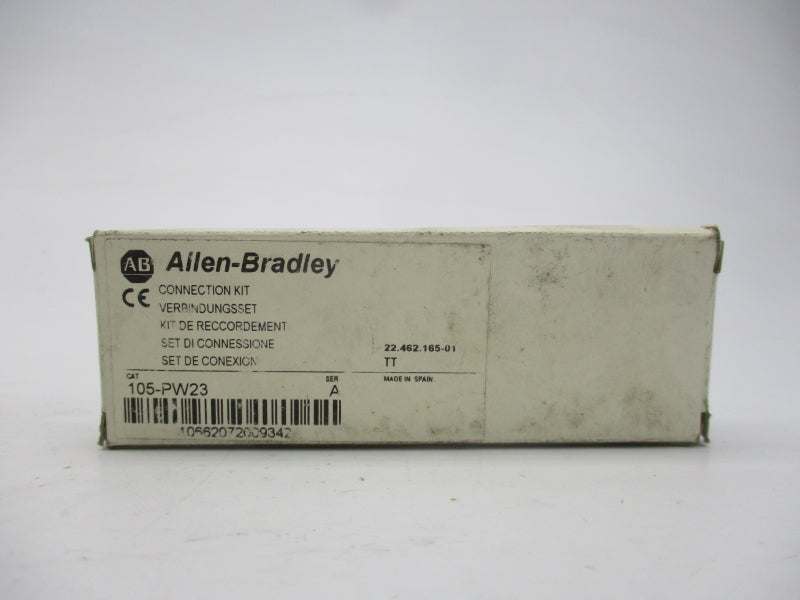 AB Allen-Bradley
CE CONNECTION KIT
VERBINDUNGSSET
KIT DE RECCORDEMENT
SET DI CONNESSIONE
SET DE CONEXION
22.462.165-01
TT
CAT SER
105-PW23 A
MADE IN SPAIN
10662072009342